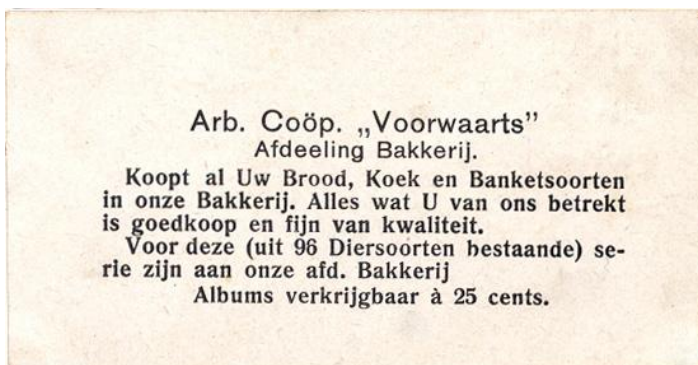 Arb. Coöp. „Voorwaarts”
Afdeeling Bakkerij.
Koopt al Uw Brood, Koek en Banketsoorten
in onze Bakkerij. Alles wat U van ons betrekt
is goedkoop en fijn van kwaliteit.
Voor deze (uit 96 Diersoorten bestaande) se-
rie zijn aan onze afd. Bakkerij
Albums verkrijgbaar à 25 cents.